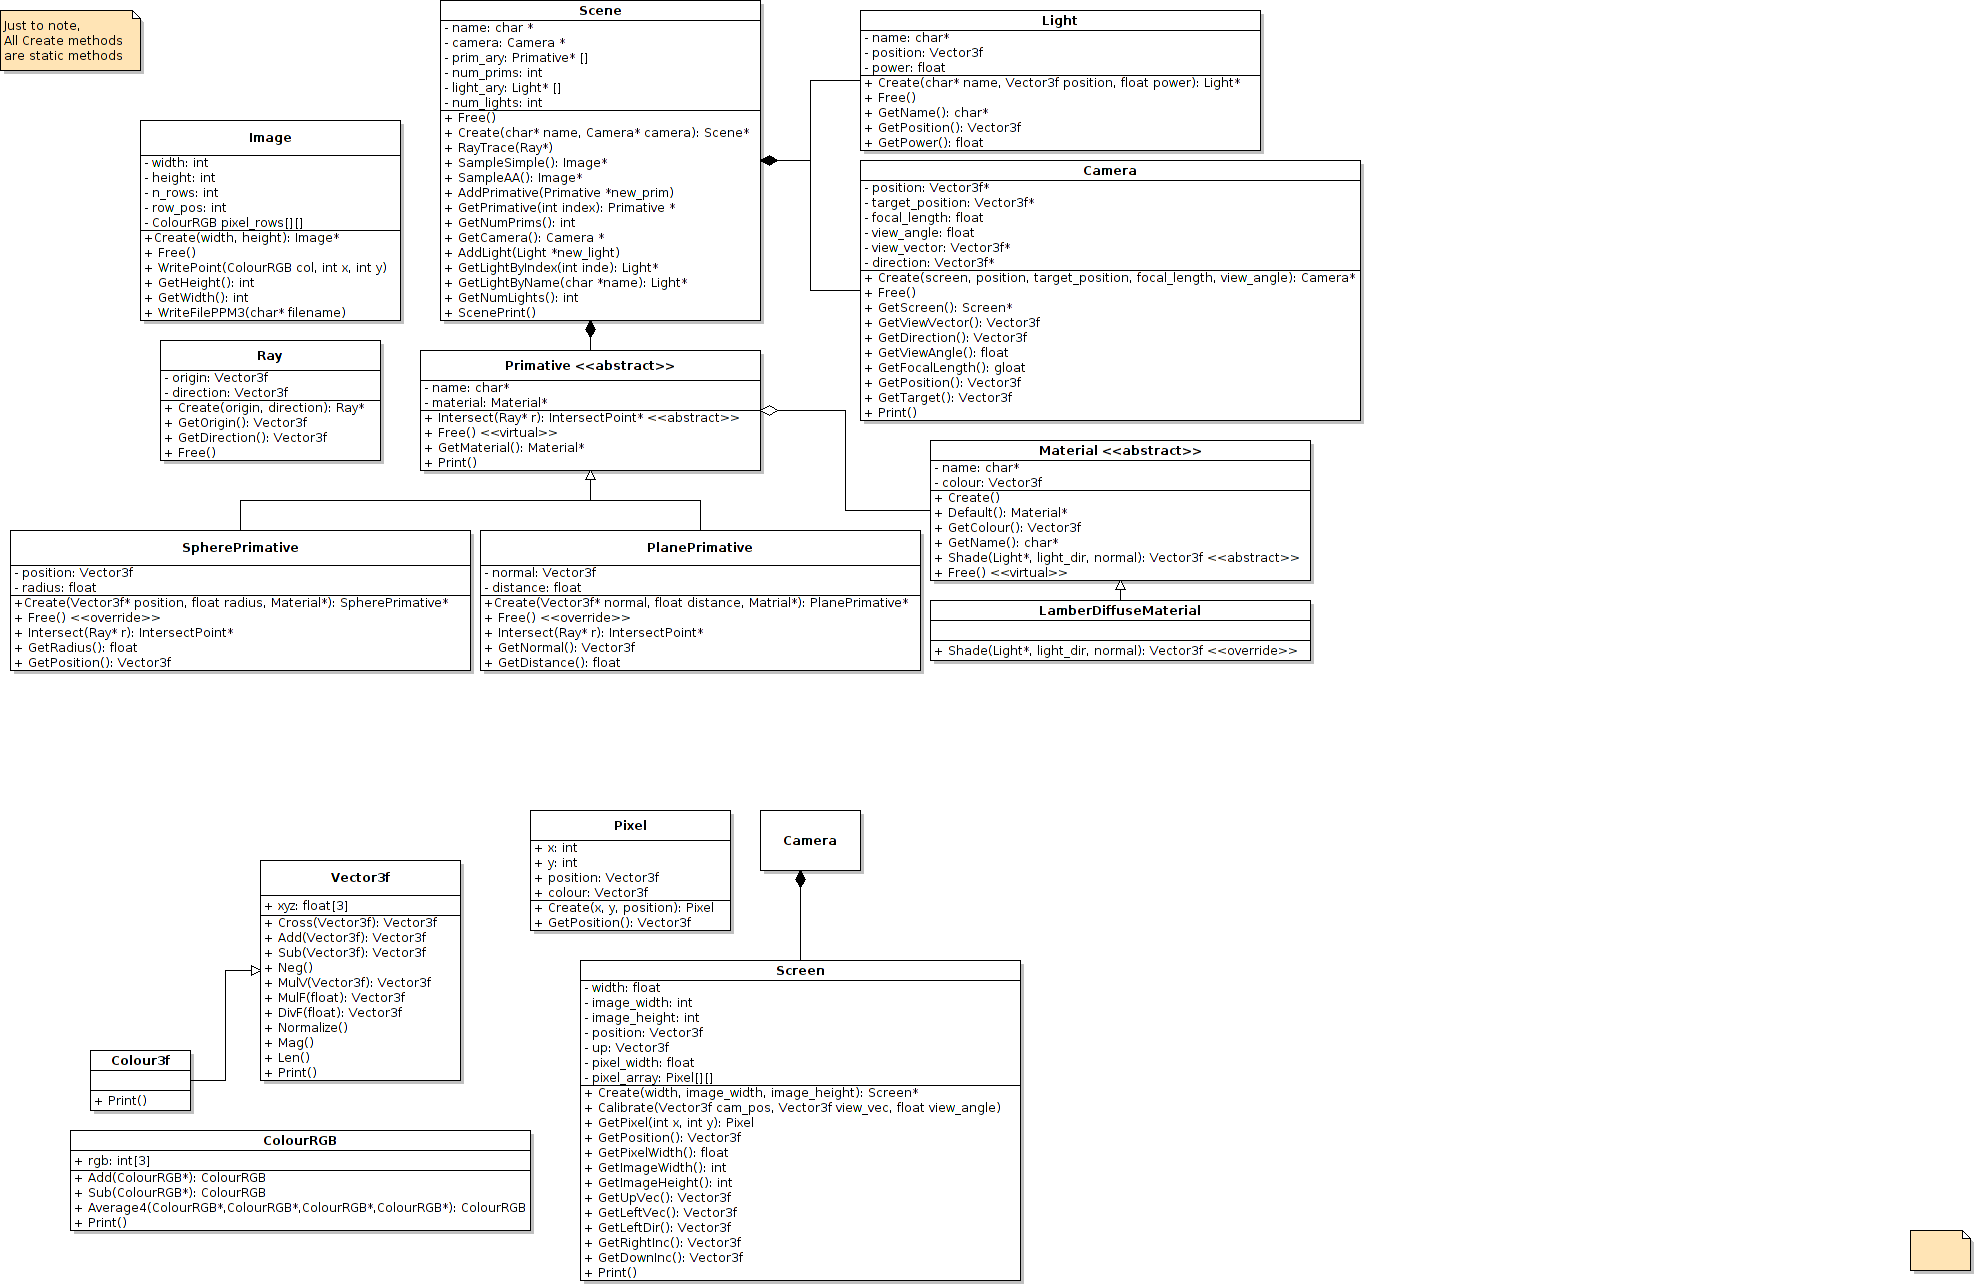 Just to note,
All Create methods
are static methods
Scene
- name: char *
- camera: Camera *
- prim_ary: Primative* []
- num_prims: int
- light_ary: Light* []
- num_lights: int
+ Free()
+ Create(char* name, Camera* camera): Scene*
+ RayTrace(Ray*)
+ SampleSimple(): Image*
+ SampleAA(): Image*
+ AddPrimative(Primative *new_prim)
+ GetPrimative(int index): Primative *
+ GetNumPrims(): int
+ GetCamera(): Camera *
+ AddLight(Light *new_light)
+ GetLightByIndex(int inde): Light*
+ GetLightByName(char *name): Light*
+ GetNumLights(): int
+ ScenePrint()
Light
- name: char*
- position: Vector3f
- power: float
+ Create(char* name, Vector3f position, float power): Light*
+ Free()
+ GetName(): char*
+ GetPosition(): Vector3f
+ GetPower(): float
Image
- width: int
- height: int
- n_rows: int
- row_pos: int
- ColourRGB pixel_rows[][]
+Create(width, height): Image*
+ Free()
+ WritePoint(ColourRGB col, int x, int y)
+ GetHeight(): int
+ GetWidth(): int
+ WriteFilePPM3(char* filename)
Camera
- position: Vector3f*
- target_position: Vector3f*
- focal_length: float
- view_angle: float
- view_vector: Vector3f*
- direction: Vector3f*
+ Create(screen, position, target_position, focal_length, view_angle): Camera*
+ Free()
+ GetScreen(): Screen*
+ GetViewVector(): Vector3f
+ GetDirection(): Vector3f
+ GetViewAngle(): float
+ GetFocalLength(): gloat
+ GetPosition(): Vector3f
+ GetTarget(): Vector3f
+ Print()
Ray
- origin: Vector3f
- direction: Vector3f
+ Create(origin, direction): Ray*
+ GetOrigin(): Vector3f
+ GetDirection(): Vector3f
+ Free()
Primative <<abstract>>
- name: char*
- material: Material*
+ Intersect(Ray* r): IntersectPoint* <<abstract>>
+ Free() <<virtual>>
+ GetMaterial(): Material*
+ Print()
Material <<abstract>>
- name: char*
- colour: Vector3f
+ Create()
+ Default(): Material*
+ GetColour(): Vector3f
+ GetName(): char*
+ Shade(Light*, light_dir, normal): Vector3f <<abstract>>
+ Free() <<virtual>>
SpherePrimative
- position: Vector3f
- radius: float
+Create(Vector3f* position, float radius, Material*): SpherePrimative*
+ Free() <<override>>
+ Intersect(Ray* r): IntersectPoint*
+ GetRadius(): float
+ GetPosition(): Vector3f
PlanePrimative
- normal: Vector3f
- distance: float
+Create(Vector3f* normal, float distance, Matrial*): PlanePrimative*
+ Free() <<override>>
+ Intersect(Ray* r): IntersectPoint*
+ GetNormal(): Vector3f
+ GetDistance(): float
LamberDiffuseMaterial
+ Shade(Light*, light_dir, normal): Vector3f <<override>>
Pixel
+ x: int
+ y: int
+ position: Vector3f
+ colour: Vector3f
+ Create(x, y, position): Pixel
+ GetPosition(): Vector3f
Camera
Vector3f
+ xyz: float[3]
+ Cross(Vector3f): Vector3f
+ Add(Vector3f): Vector3f
+ Sub(Vector3f): Vector3f
+ Neg()
+ MulV(Vector3f): Vector3f
+ MulF(float): Vector3f
+ DivF(float): Vector3f
+ Normalize()
+ Mag()
+ Len()
+ Print()
Colour3f
+ Print()
Screen
- width: float
- image_width: int
- image_height: int
- position: Vector3f
- up: Vector3f
- pixel_width: float
- pixel_array: Pixel[][]
+ Create(width, image_width, image_height): Screen*
+ Calibrate(Vector3f cam_pos, Vector3f view_vec, float view_angle)
+ GetPixel(int x, int y): Pixel
+ GetPosition(): Vector3f
+ GetPixelWidth(): float
+ GetImageWidth(): int
+ GetImageHeight(): int
+ GetUpVec(): Vector3f
+ GetLeftVec(): Vector3f
+ GetLeftDir(): Vector3f
+ GetRightInc(): Vector3f
+ GetDownInc(): Vector3f
+ Print()
ColourRGB
+ rgb: int[3]
+ Add(ColourRGB*): ColourRGB
+ Sub(ColourRGB*): ColourRGB
+ Average4(ColourRGB*,ColourRGB*,ColourRGB*,ColourRGB*): ColourRGB
+ Print()